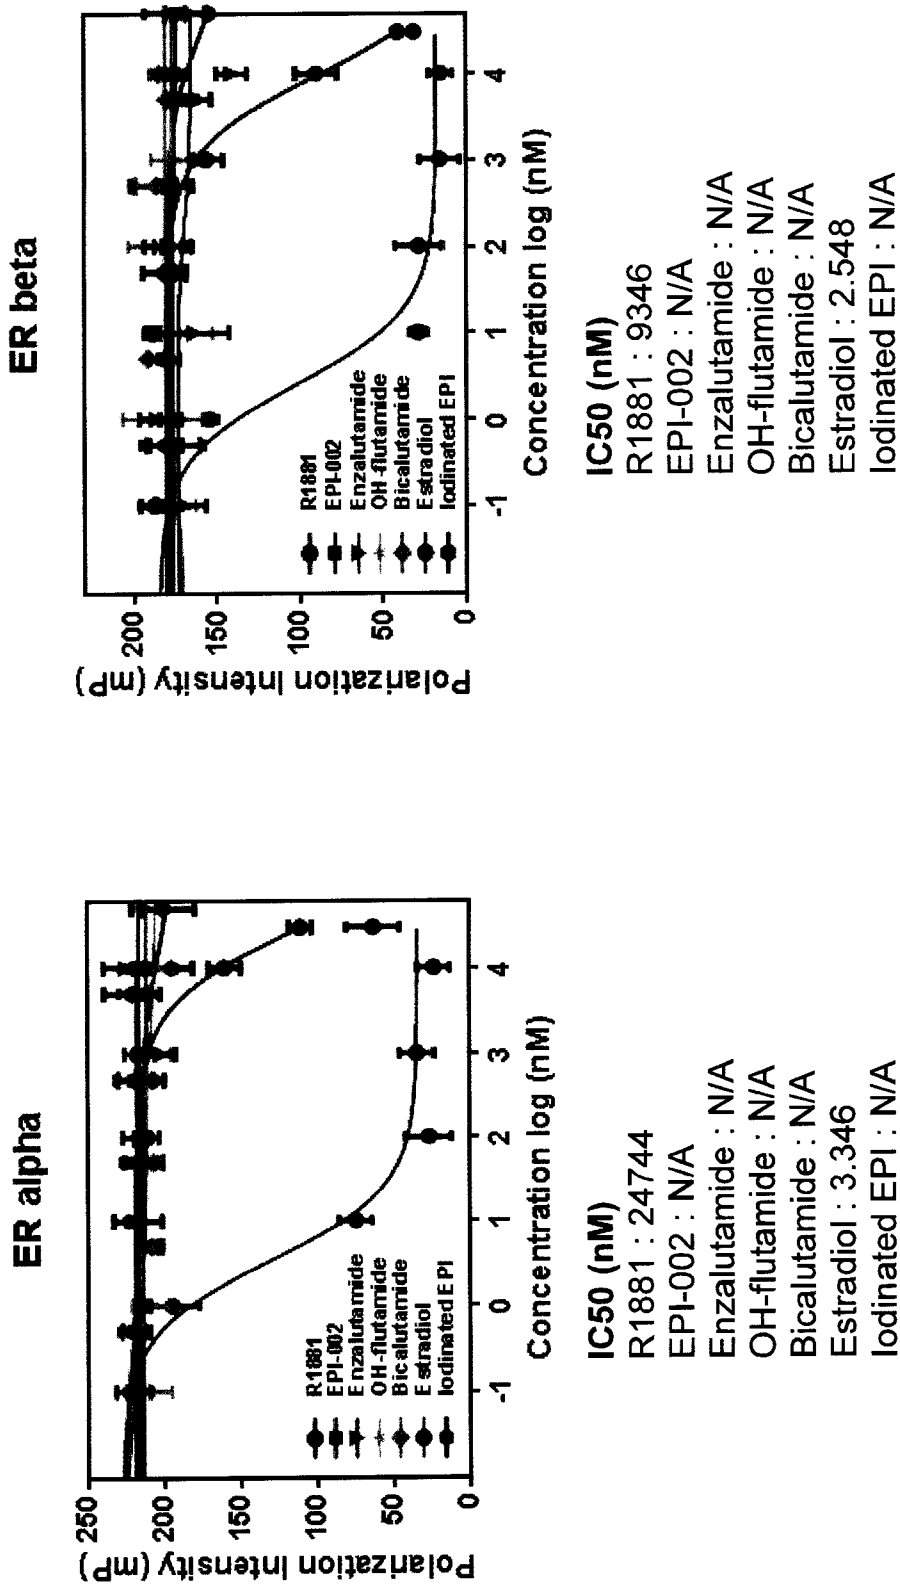 ER alpha
Polarization Intensity (mP)
250
200
150
100
50
0
R1881
EPI-002
Enzalutamide
OH-flutamide
Bicalutamide
Estradiol
Iodinated EPI
-1
0
1
2
3
4
Concentration log (nM)
IC50 (nM)
R1881 : 24744
EPI-002 : N/A
Enzalutamide : N/A
OH-flutamide : N/A
Bicalutamide : N/A
Estradiol : 3.346
Iodinated EPI : N/A
ER beta
Polarization Intensity (mP)
200
150
100
50
0
R1881
EPI-002
Enzalutamide
OH-flutamide
Bicalutamide
Estradiol
Iodinated EPI
-1
0
1
2
3
4
Concentration log (nM)
IC50 (nM)
R1881 : 9346
EPI-002 : N/A
Enzalutamide : N/A
OH-flutamide : N/A
Bicalutamide : N/A
Estradiol : 2.548
Iodinated EPI : N/A